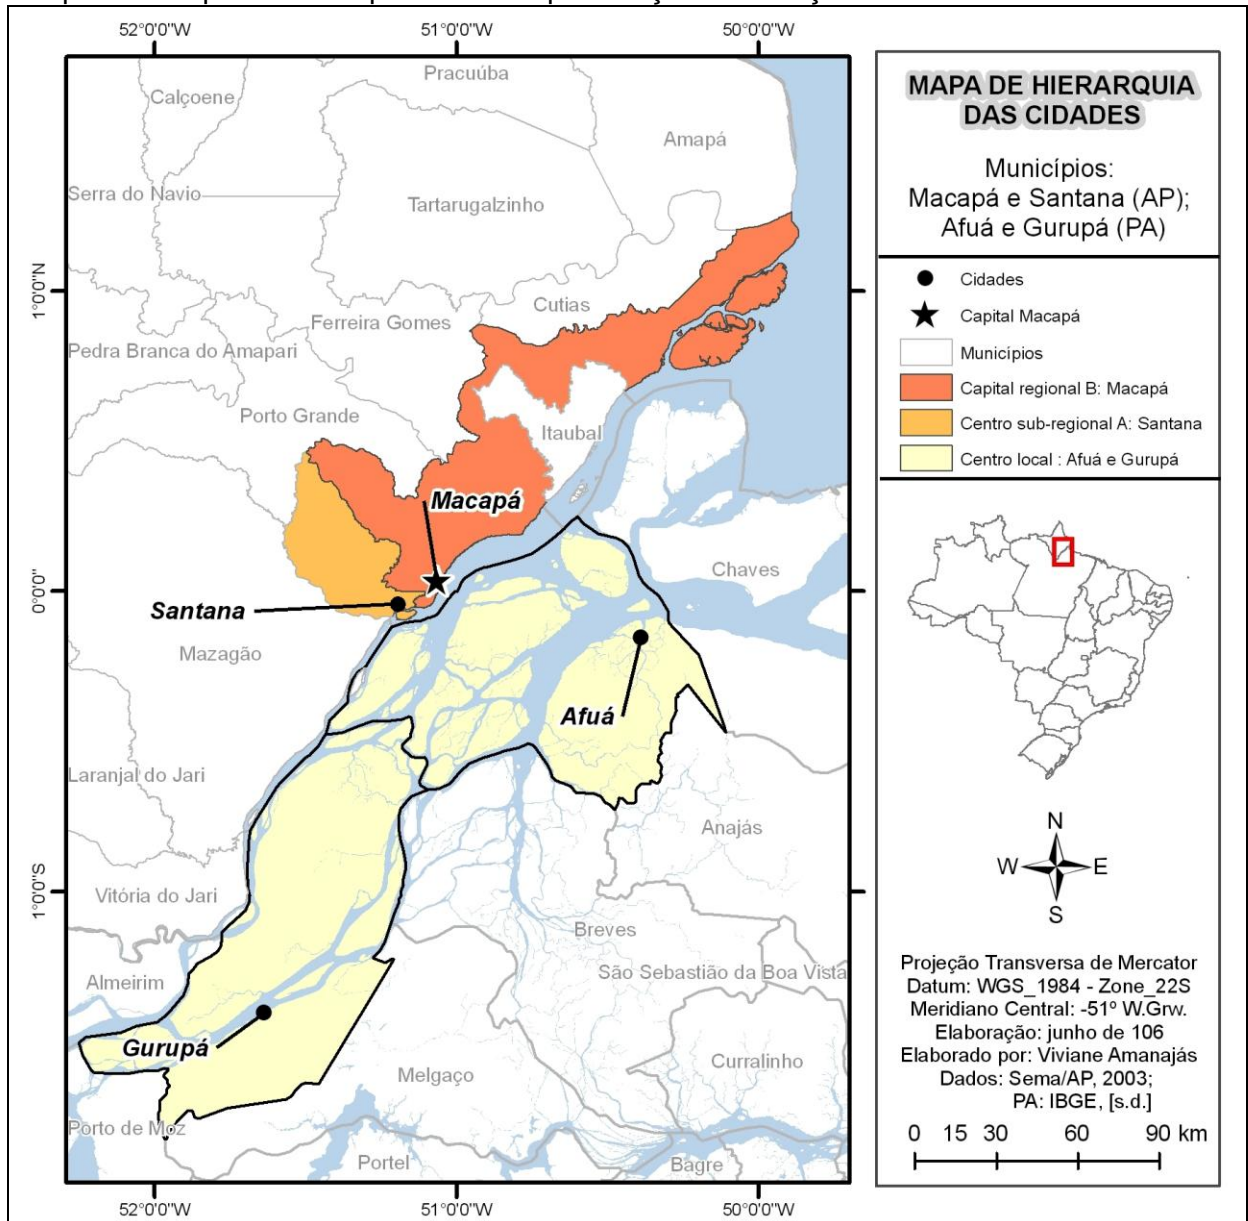 52°0'0"W 51°0'0"W 50°0'0"W
Pracuúba
Calçoene
Amapá
Serra do Navio
Tartarugalzinho
1°0'0"N
Cutias
Ferreira Gomes
Pedra Branca do Amapari
Porto Grande
Itaubal
Macapá
Chaves
0°0'0"
Santana
Mazagão
Afuá
Laranjal do Jari
Anajás
1°0'0"S
Vitória do Jari
Breves
São Sebastião da Boa Vista
Almeirim
Gurupá
Curralinho
Melgaço
Porto de Moz
Portel
Bagre
52°0'0"W 51°0'0"W 50°0'0"W
MAPA DE HIERARQUIA
DAS CIDADES
Municípios:
Macapá e Santana (AP);
Afuá e Gurupá (PA)
Cidades
Capital Macapá
Municípios
Capital regional B: Macapá
Centro sub-regional A: Santana
Centro local : Afuá e Gurupá
N
W E
S
Projeção Transversa de Mercator
Datum: WGS_1984 - Zone_22S
Meridiano Central: -51º W.Grw.
Elaboração: junho de 106
Elaborado por: Viviane Amanajás
Dados: Sema/AP, 2003;
PA: IBGE, [s.d.]
0 15 30 60 90 km